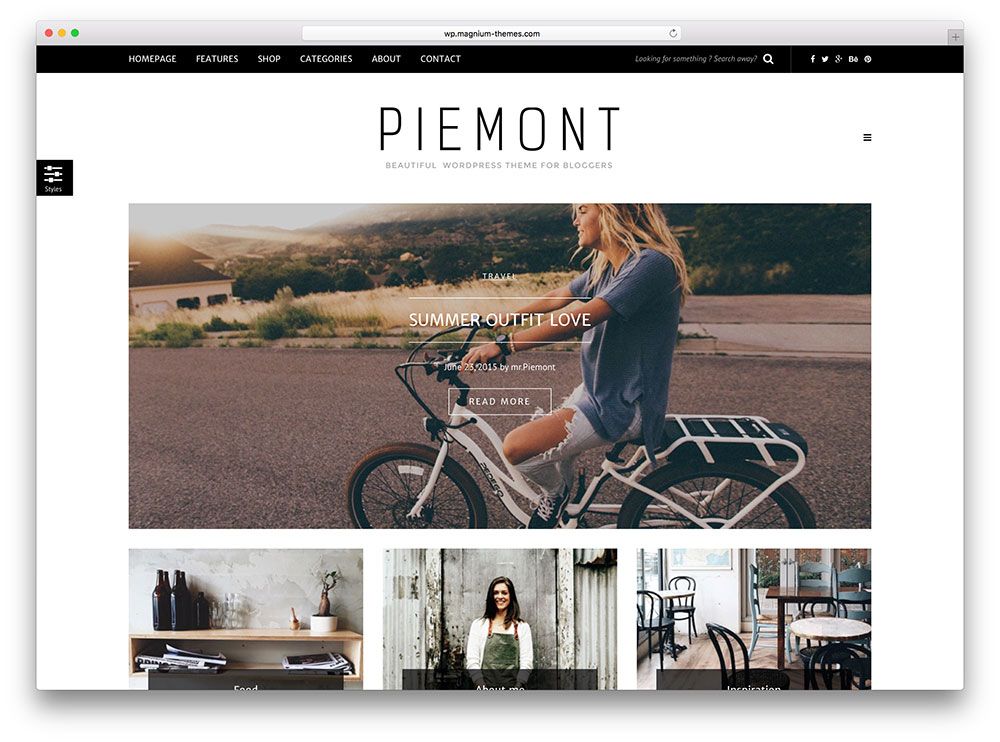 wp.magnium-themes.com
HOMEPAGE FEATURES SHOP CATEGORIES ABOUT CONTACT Looking for something ? Search away?
PIEMONT
BEAUTIFUL WORDPRESS THEME FOR BLOGGERS
Styles
TRAVEL
SUMMER OUTFIT LOVE
June 23, 2015 by mr.Piemont
READ MORE
PEDEGO
Food About me Inspiration